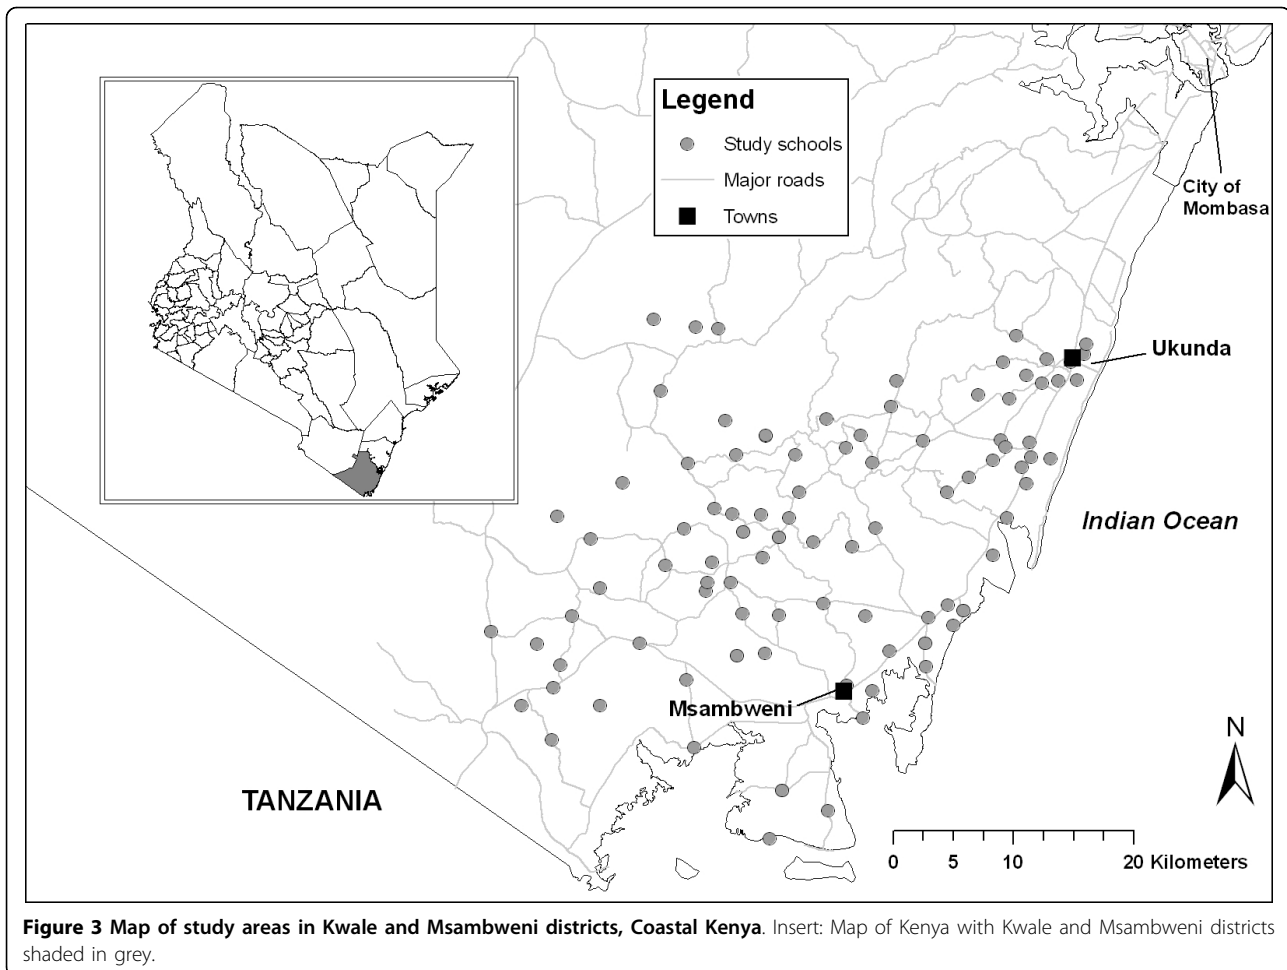 Legend
Study schools
Major roads
Towns
City of
Mombasa
Ukunda
Indian Ocean
Msambweni
TANZANIA
N
0 5 10 20 Kilometers
Figure 3 Map of study areas in Kwale and Msambweni districts, Coastal Kenya. Insert: Map of Kenya with Kwale and Msambweni districts
shaded in grey.